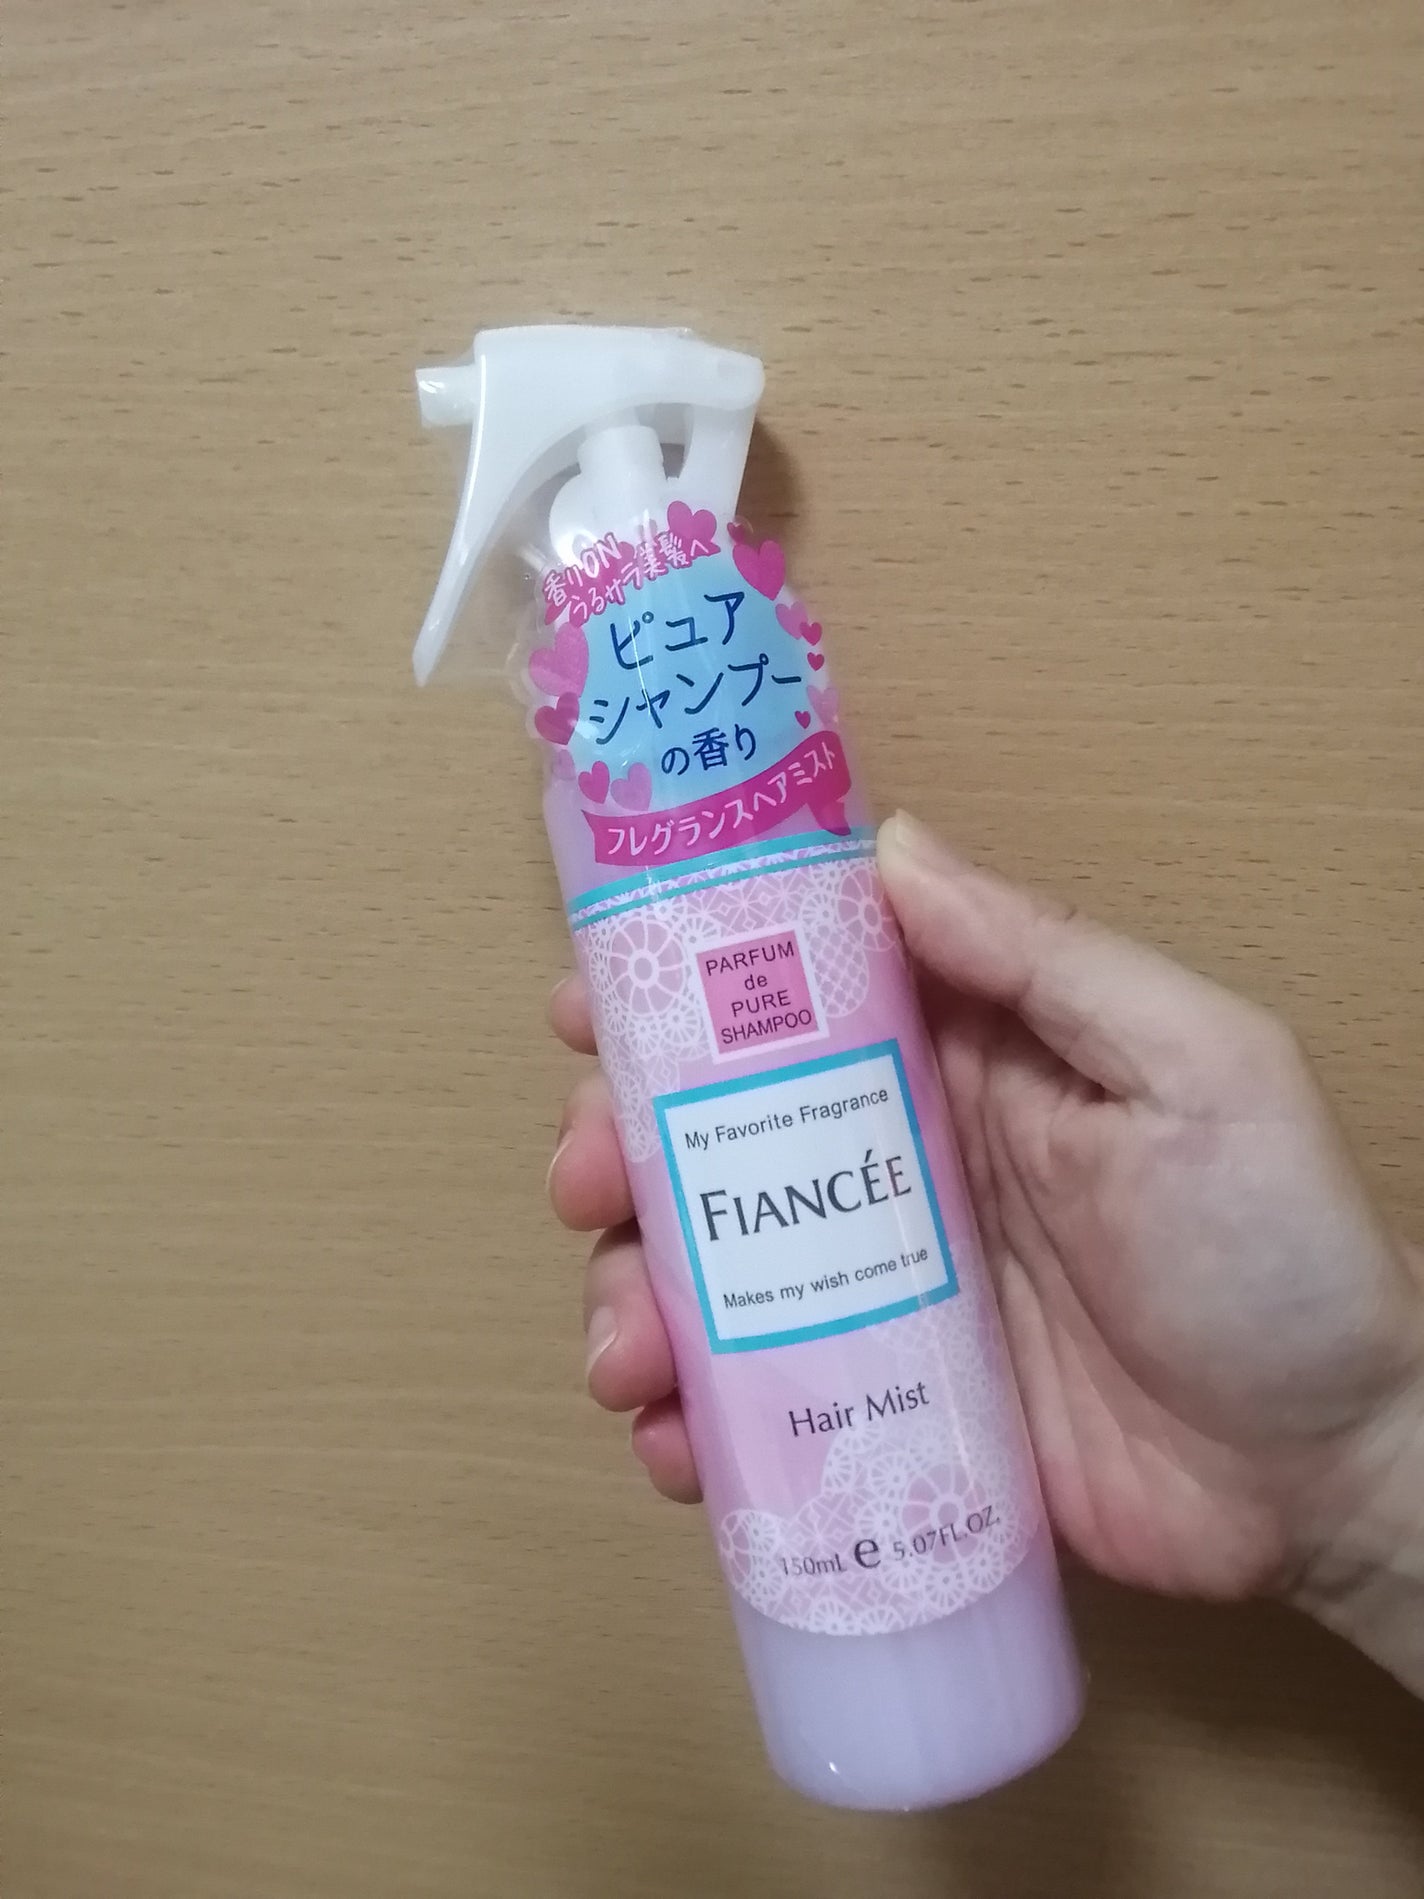 香りON
うるサラ美髪へ
ピュア
シャンプー
の香り
フレグランスヘアミスト
PARFUM
de
PURE
SHAMPOO
My Favorite Fragrance
FIANCÉE
Makes my wish come true
Hair Mist
150mL e 5.07FL.OZ.